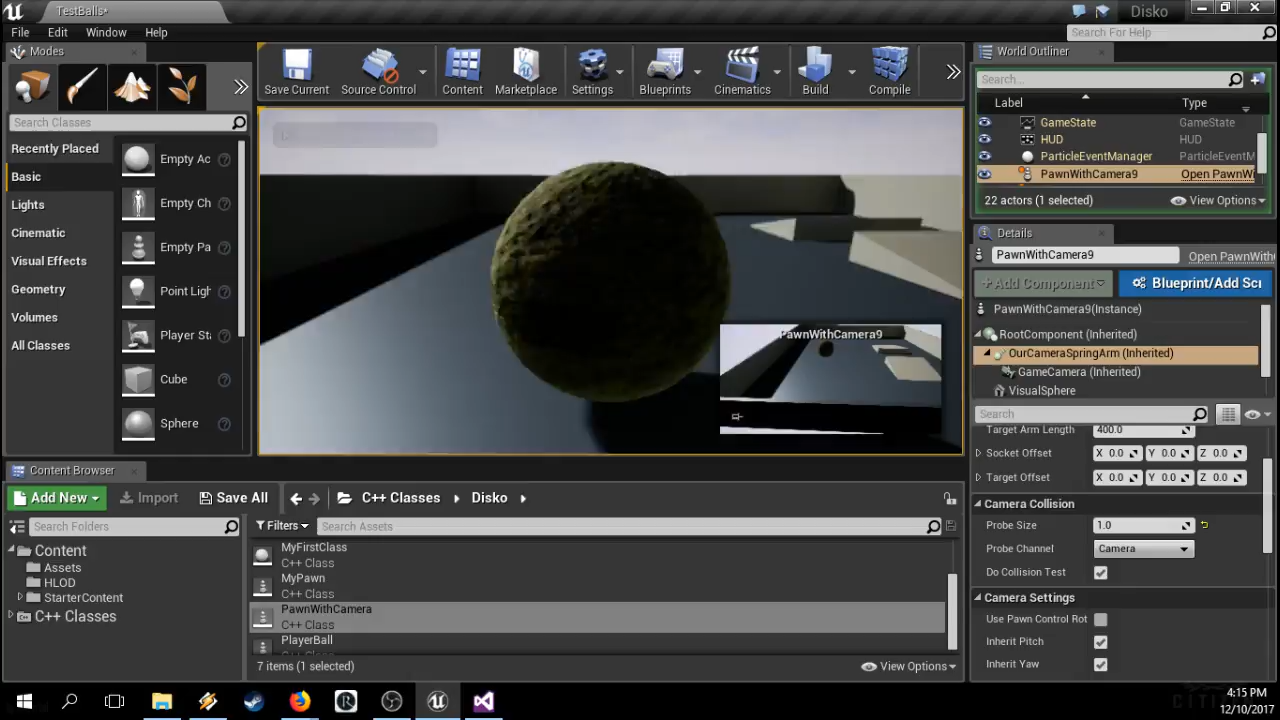 TestBalls*
Disko
File Edit Window Help
Search For Help
Modes
Save Current
Source Control
Content
Marketplace
Settings
Blueprints
Cinematics
Build
Compile
Search Classes
Recently Placed
Basic
Lights
Cinematic
Visual Effects
Geometry
Volumes
All Classes
Empty Ac
Empty Ch
Empty Pa
Point Ligh
Player Sta
Cube
Sphere
PawnWithCamera9
World Outliner
Search...
Label Type
GameState GameState
HUD HUD
ParticleEventManager ParticleEventM
PawnWithCamera9 Open PawnWi
22 actors (1 selected) View Options
Details
PawnWithCamera9 Open PawnWith
+ Add Component Blueprint/Add Sci
PawnWithCamera9(Instance)
RootComponent (Inherited)
OurCameraSpringArm (Inherited)
GameCamera (Inherited)
VisualSphere
Search
Target Arm Length 400.0
Socket Offset X 0.0 Y 0.0 Z 0.0
Target Offset X 0.0 Y 0.0 Z 0.0
Camera Collision
Probe Size 1.0
Probe Channel Camera
Do Collision Test
Camera Settings
Use Pawn Control Rot
Inherit Pitch
Inherit Yaw
Content Browser
Add New Import Save All C++ Classes Disko
Search Folders
Filters Search Assets
Content
Assets
HLOD
StarterContent
C++ Classes
MyFirstClass
C++ Class
MyPawn
C++ Class
PawnWithCamera
C++ Class
PlayerBall
7 items (1 selected) View Options
4:15 PM
12/10/2017